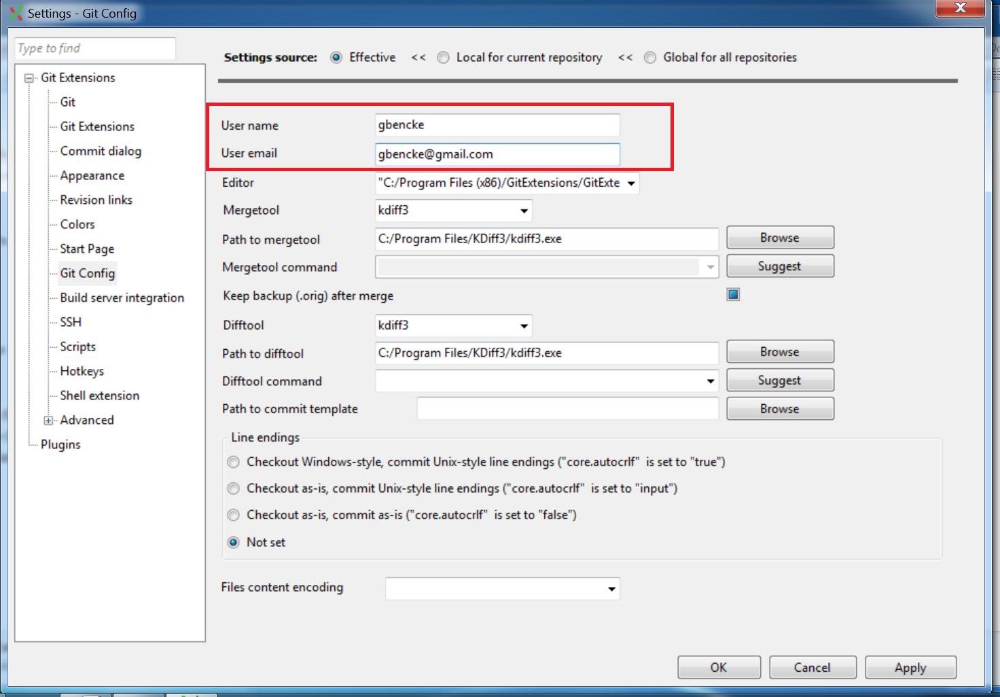 Settings - Git Config
Type to find
Git Extensions
Git
Git Extensions
Commit dialog
Appearance
Revision links
Colors
Start Page
Git Config
Build server integration
SSH
Scripts
Hotkeys
Shell extension
Advanced
Plugins
Settings source: Effective << Local for current repository << Global for all repositories
User name gbencke
User email gbencke@gmail.com
Editor "C:/Program Files (x86)/GitExtensions/GitExte
Mergetool kdiff3
Path to mergetool C:/Program Files/KDiff3/kdiff3.exe Browse
Mergetool command Suggest
Keep backup (.orig) after merge
Difftool kdiff3
Path to difftool C:/Program Files/KDiff3/kdiff3.exe Browse
Difftool command Suggest
Path to commit template Browse
Line endings
Checkout Windows-style, commit Unix-style line endings ("core.autocrlf" is set to "true")
Checkout as-is, commit Unix-style line endings ("core.autocrlf" is set to "input")
Checkout as-is, commit as-is ("core.autocrlf" is set to "false")
Not set
Files content encoding
OK Cancel Apply